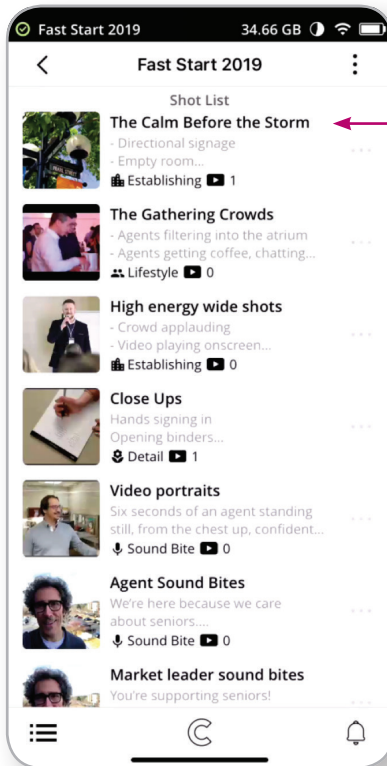 Fast Start 2019 34.66 GB
Fast Start 2019
Shot List
The Calm Before the Storm
- Directional signage
- Empty room...
Establishing 1
The Gathering Crowds
- Agents filtering into the atrium
- Agents getting coffee, chatting...
Lifestyle 0
High energy wide shots
- Crowd applauding
- Video playing onscreen...
Establishing 0
Close Ups
Hands signing in
Opening binders...
Detail 1
Video portraits
Six seconds of an agent standing
still, from the chest up, confident...
Sound Bite 0
Agent Sound Bites
We're here because we care
about seniors....
Sound Bite 0
Market leader sound bites
You're supporting seniors!